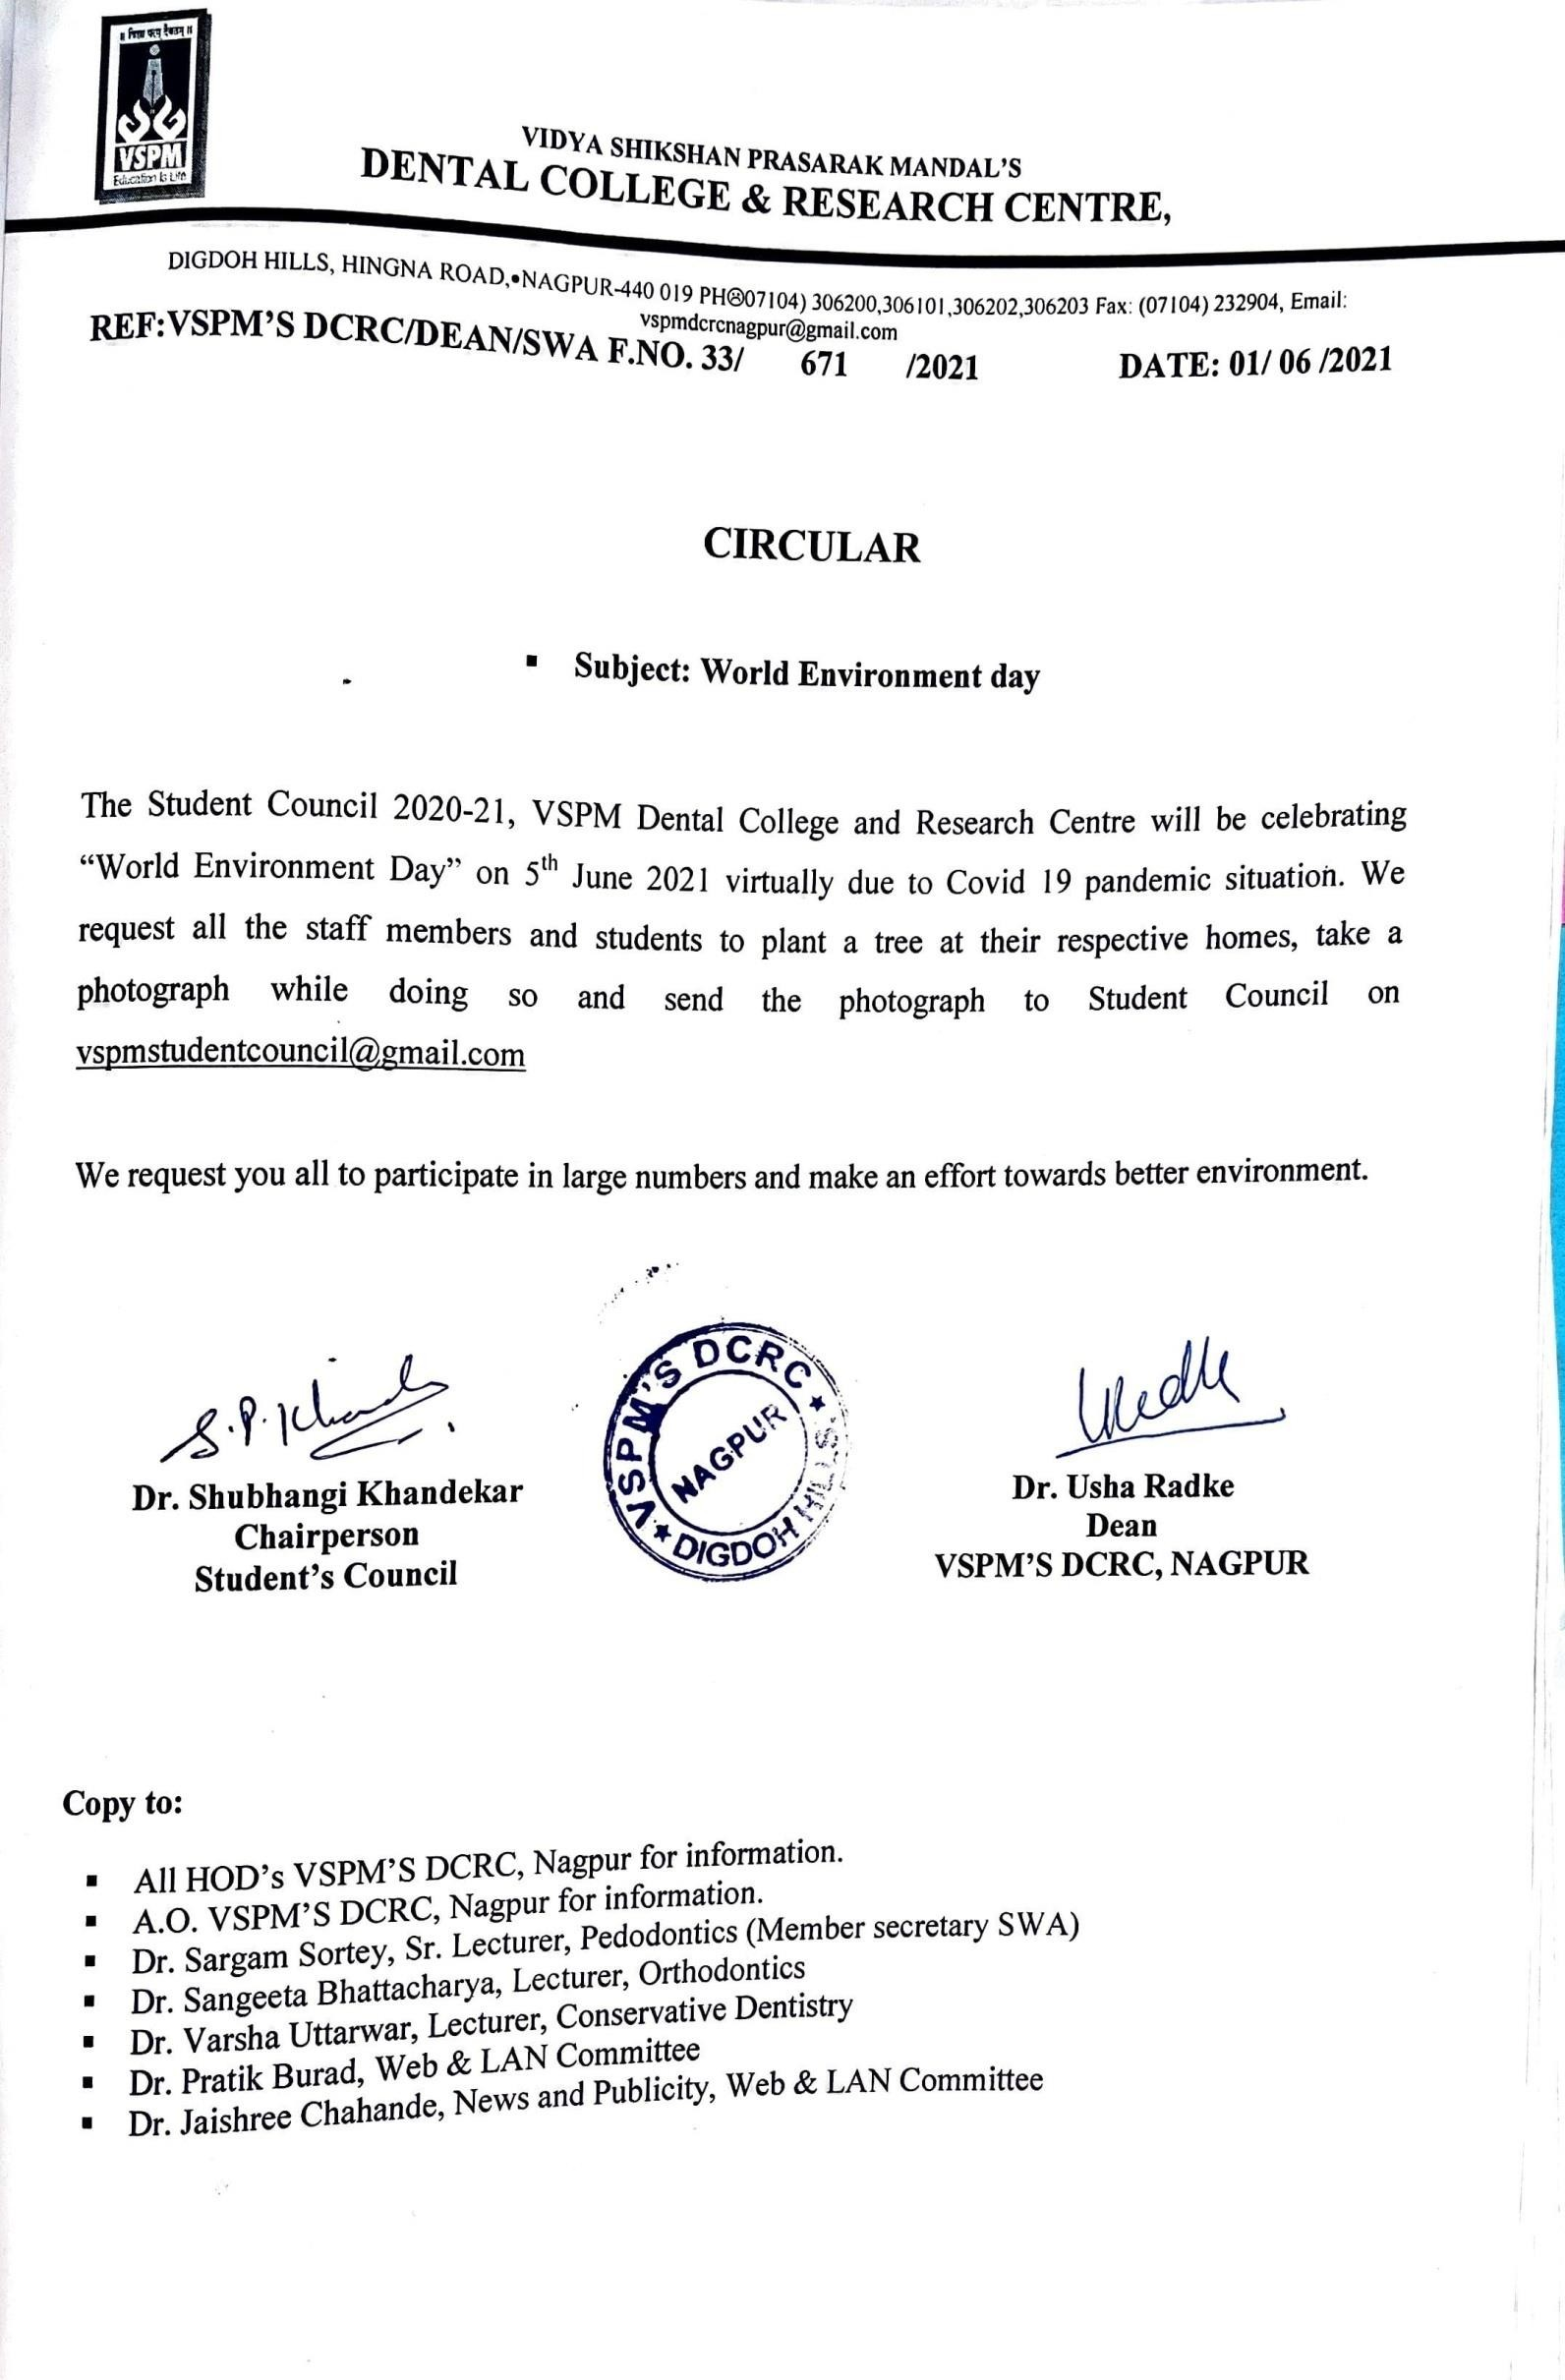 VSPM
Education is Life
VIDYA SHIKSHAN PRASARAK MANDAL'S
DENTAL COLLEGE & RESEARCH CENTRE,
DIGDOH HILLS, HINGNA ROAD,•NAGPUR-440 019 PH☹07104) 306200,306101,306202,306203 Fax: (07104) 232904, Email:
vspmdcrcnagpur@gmail.com
REF:VSPM'S DCRC/DEAN/SWA F.NO. 33/ 671 /2021 DATE: 01/ 06 /2021
CIRCULAR
▪ Subject: World Environment day
The Student Council 2020-21, VSPM Dental College and Research Centre will be celebrating
“World Environment Day” on 5th June 2021 virtually due to Covid 19 pandemic situation. We
request all the staff members and students to plant a tree at their respective homes, take a
photograph while doing so and send the photograph to Student Council on
vspmstudentcouncil@gmail.com
We request you all to participate in large numbers and make an effort towards better environment.
VSPM'S DCRC ★ DIGDOH HILLS. ★
NAGPUR
Dr. Shubhangi Khandekar
Chairperson
Student's Council
Dr. Usha Radke
Dean
VSPM'S DCRC, NAGPUR
Copy to:
▪ All HOD's VSPM'S DCRC, Nagpur for information.
▪ A.O. VSPM'S DCRC, Nagpur for information.
▪ Dr. Sargam Sortey, Sr. Lecturer, Pedodontics (Member secretary SWA)
▪ Dr. Sangeeta Bhattacharya, Lecturer, Orthodontics
▪ Dr. Varsha Uttarwar, Lecturer, Conservative Dentistry
▪ Dr. Pratik Burad, Web & LAN Committee
▪ Dr. Jaishree Chahande, News and Publicity, Web & LAN Committee